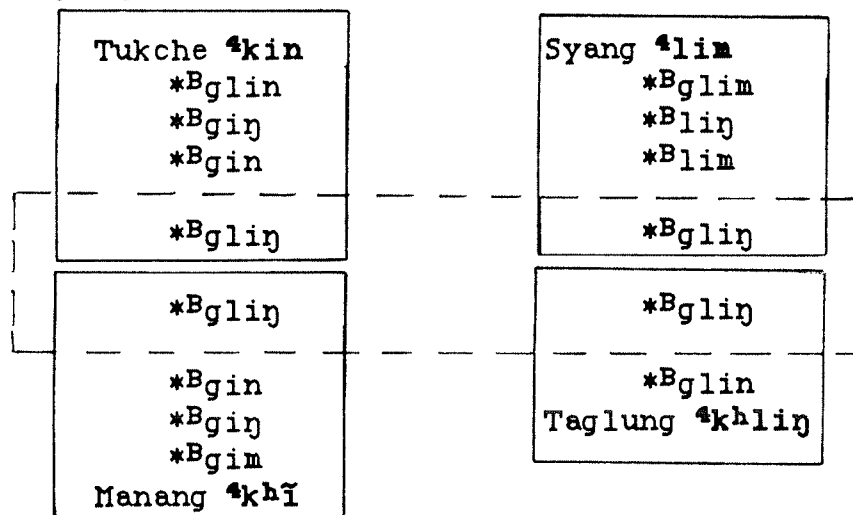 Tukche ⁴kin
*ᴮglin
*ᴮgiŋ
*ᴮgin
*ᴮgliŋ
Syang ⁴lim
*ᴮglim
*ᴮliŋ
*ᴮlim
*ᴮgliŋ
*ᴮgliŋ
*ᴮgin
*ᴮgiŋ
*ᴮgim
Manang ⁴kʰĩ
*ᴮgliŋ
*ᴮglin
Taglung ⁴kʰliŋ